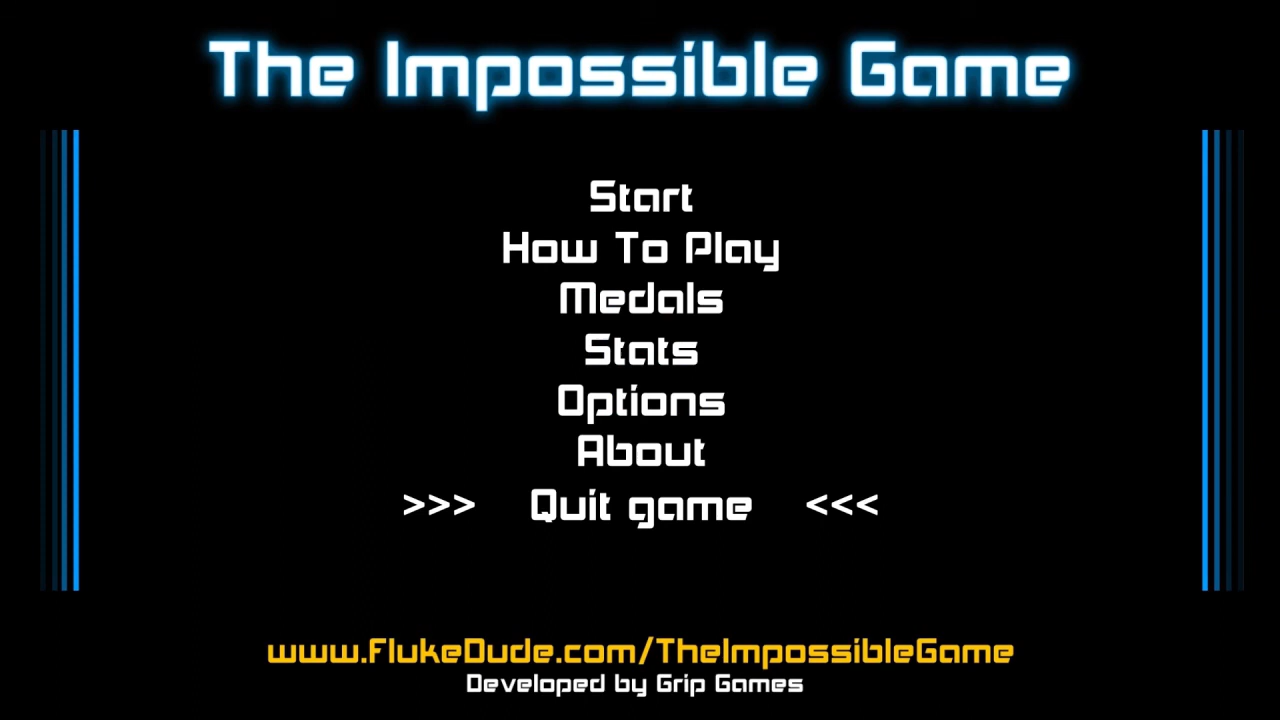 The Impossible Game
Start
How To Play
Medals
Stats
Options
About
>>> Quit game <<<
www.FlukeDude.com/TheImpossibleGame
Developed by Grip Games